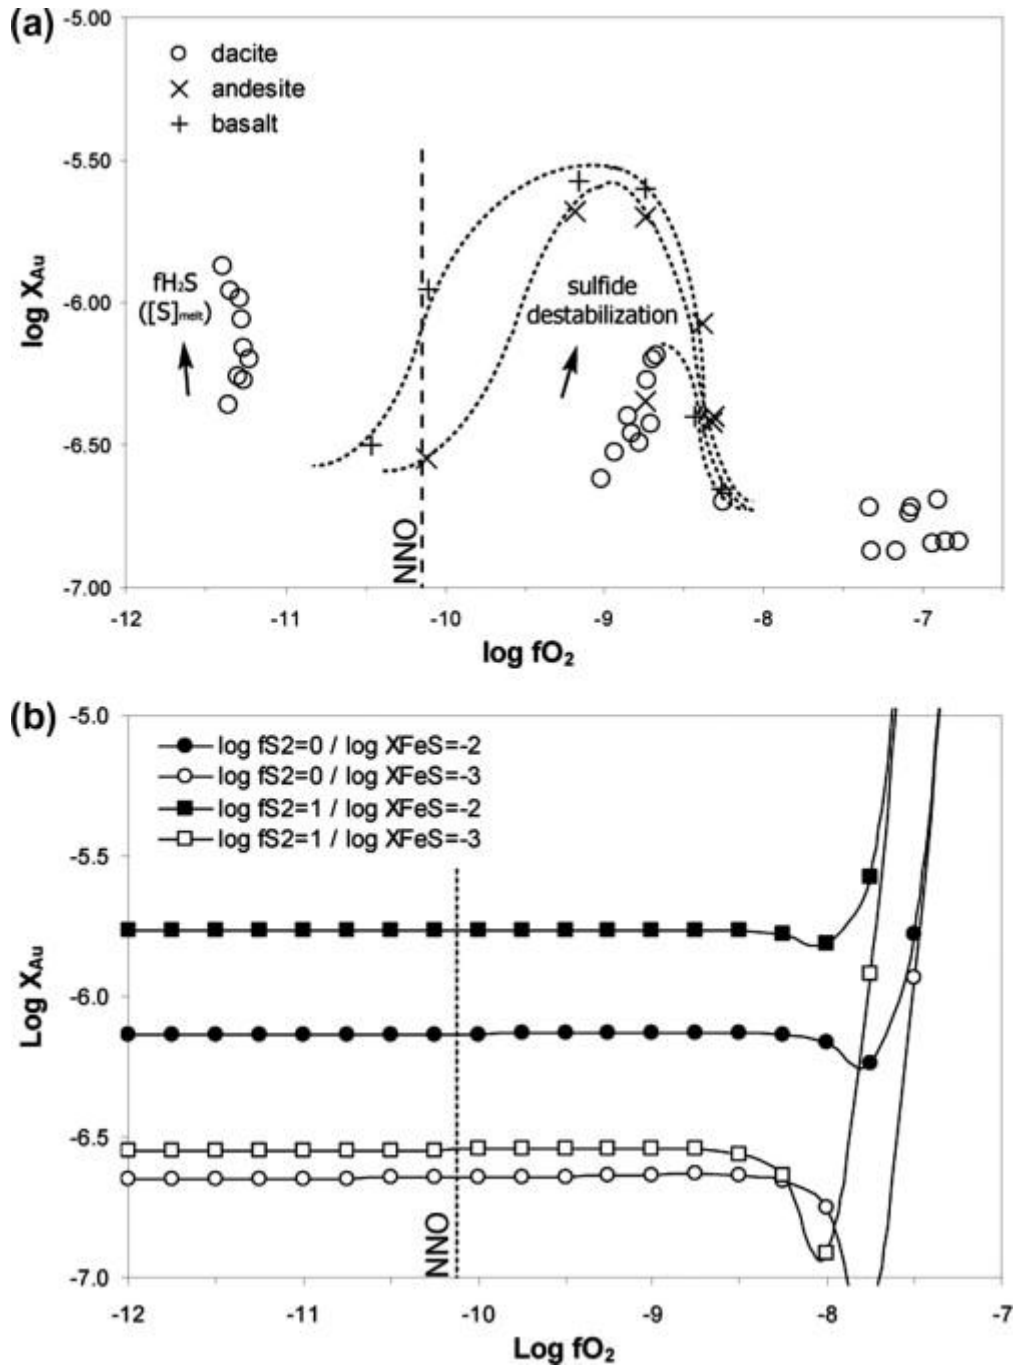 (a)
-5.00
dacite
andesite
basalt
-5.50
log X_Au
-6.00
fH₂S
([S]melt)
sulfide
destabilization
-6.50
NNO
-7.00
-12 -11 -10 -9 -8 -7
log fO₂
(b)
-5.0
log fS2=0 / log XFeS=-2
log fS2=0 / log XFeS=-3
log fS2=1 / log XFeS=-2
log fS2=1 / log XFeS=-3
-5.5
Log X_Au
-6.0
-6.5
NNO
-7.0
-12 -11 -10 -9 -8 -7
Log fO₂